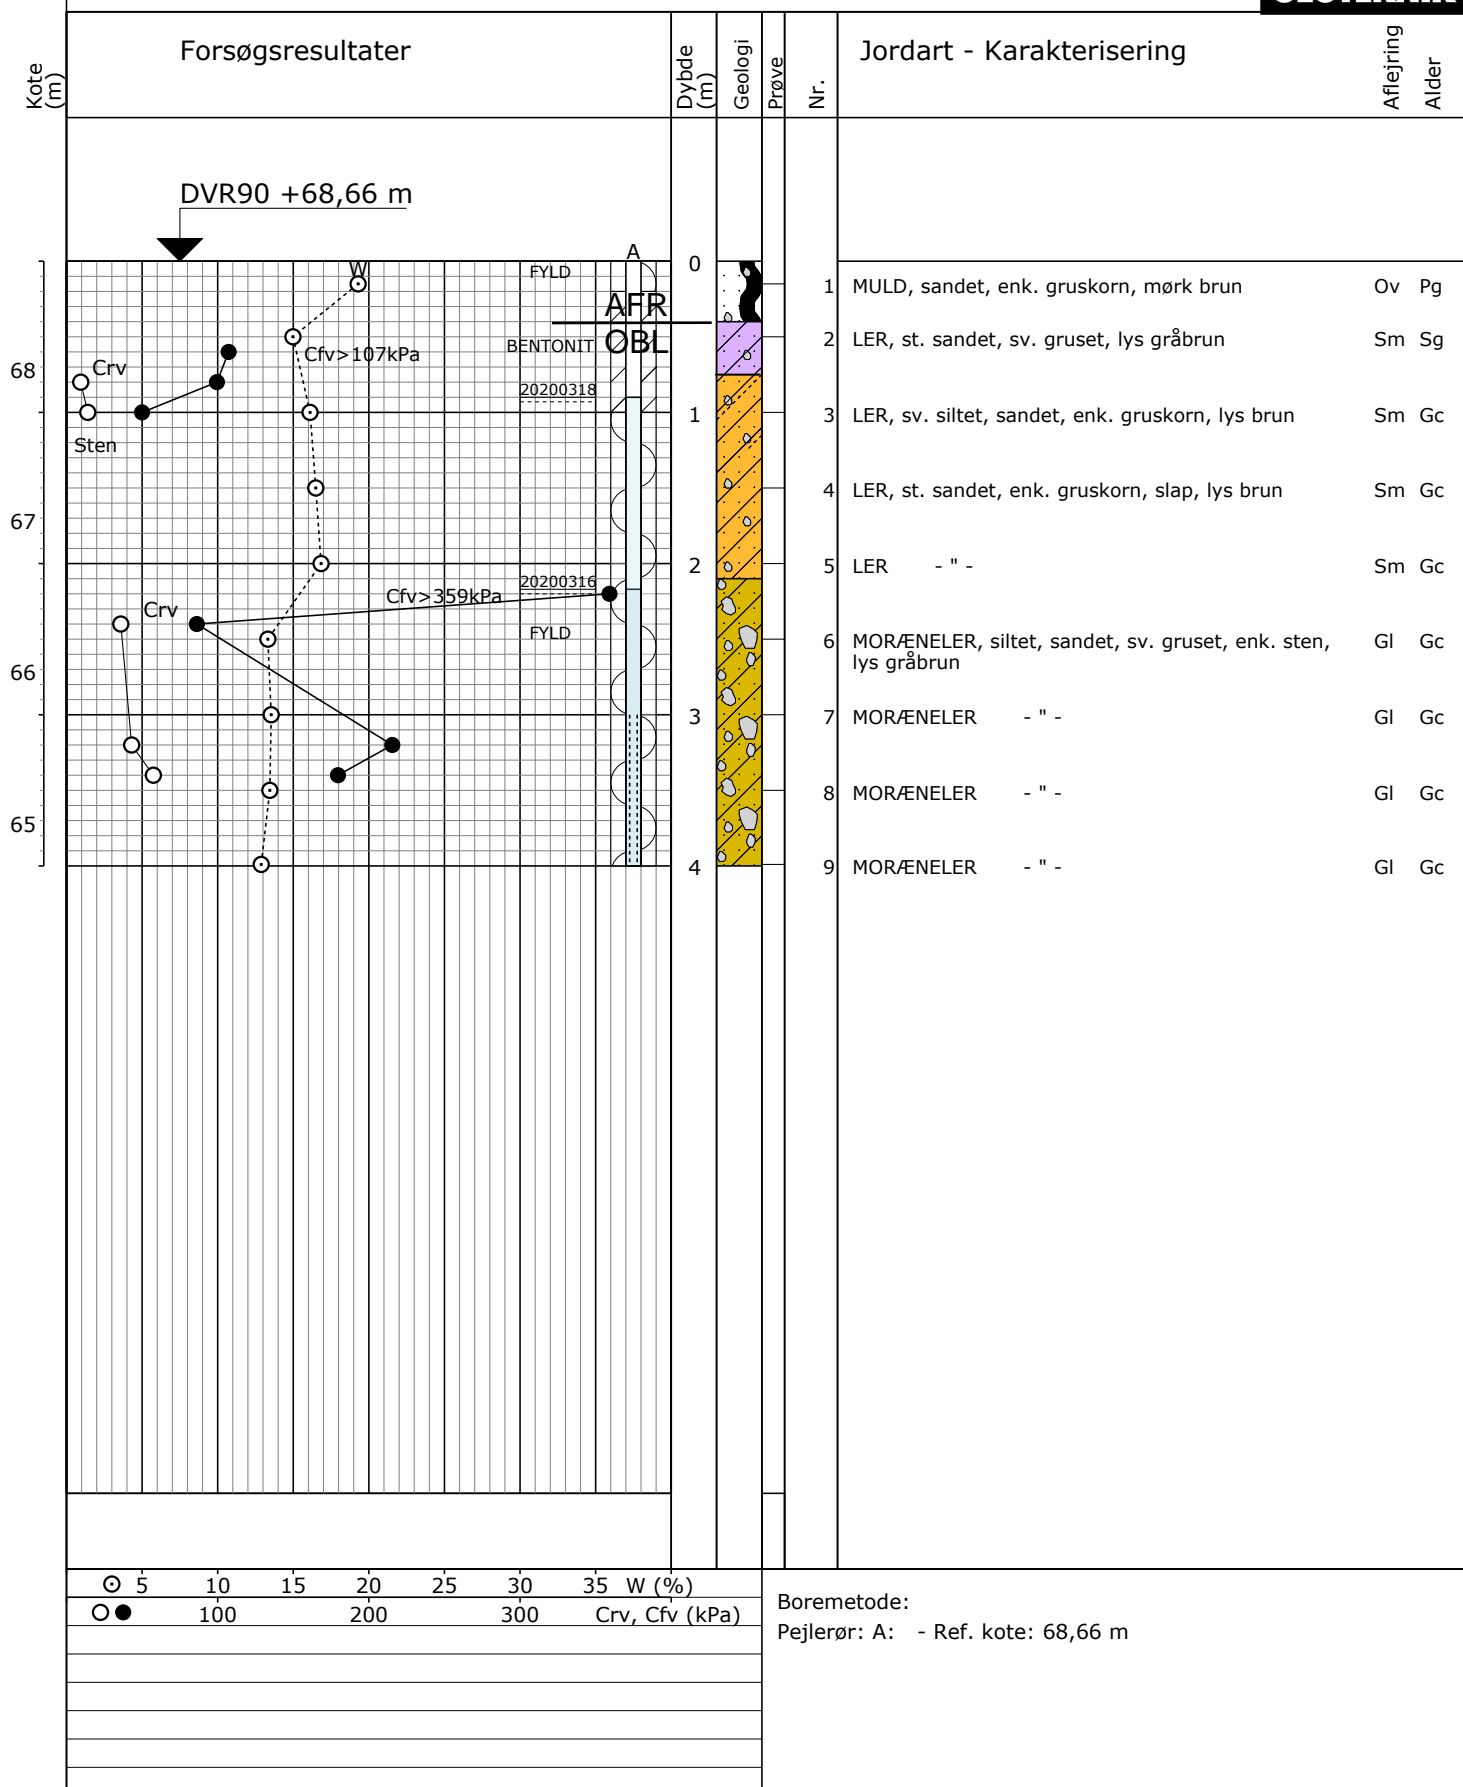 Kote (m)
Forsøgsresultater
Dybde (m)
Geologi
Prøve
Nr.
Jordart - Karakterisering
Aflejring
Alder
DVR90 +68,66 m
A
W
FYLD
0
1 MULD, sandet, enk. gruskorn, mørk brun Ov Pg
AFR
ØBL
BENTONIT
Cfv>107kPa
2 LER, st. sandet, sv. gruset, lys gråbrun Sm Sg
68
Crv
20200318
1
3 LER, sv. siltet, sandet, enk. gruskorn, lys brun Sm Gc
Sten
4 LER, st. sandet, enk. gruskorn, slap, lys brun Sm Gc
67
2
5 LER - " - Sm Gc
20200316
Cfv>359kPa
Crv
FYLD
6 MORÆNELER, siltet, sandet, sv. gruset, enk. sten, Gl Gc
lys gråbrun
66
3
7 MORÆNELER - " - Gl Gc
8 MORÆNELER - " - Gl Gc
65
4
9 MORÆNELER - " - Gl Gc
5 10 15 20 25 30 35 W (%)
100 200 300 Crv, Cfv (kPa)
Boremetode:
Pejlerør: A: - Ref. kote: 68,66 m